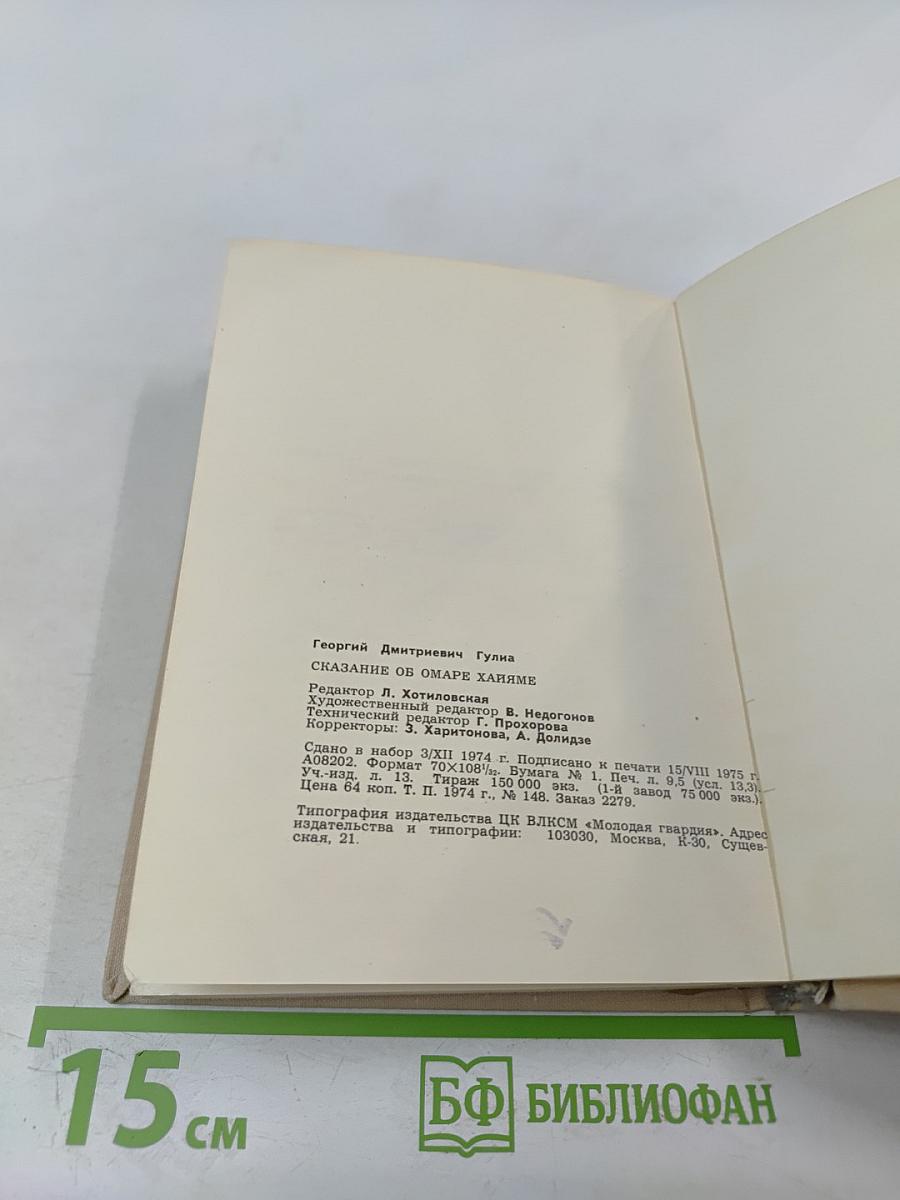 Георгий Дмитриевич Гулиа
СКАЗАНИЕ ОБ ОМАРЕ ХАЙЯМЕ
Редактор Л. Хотиловская
Художественный редактор В. Недогонов
Технический редактор Г. Прохорова
Корректоры: З. Харитонова, А. Долидзе
Сдано в набор 3/XII 1974 г. Подписано к печати 15/VIII 1975 г.
А08202. Формат 70×108¹/₃₂. Бумага № 1. Печ. л. 9,5 (усл. 13,3).
Уч.-изд. л. 13. Тираж 150 000 экз. (1-й завод 75 000 экз.).
Цена 64 коп. Т. П. 1974 г., № 148. Заказ 2279.
Типография издательства ЦК ВЛКСМ «Молодая гвардия». Адрес
издательства и типографии: 103030, Москва, К-30, Сущев-
ская, 21.
15 см
БФ БИБЛИОФАН